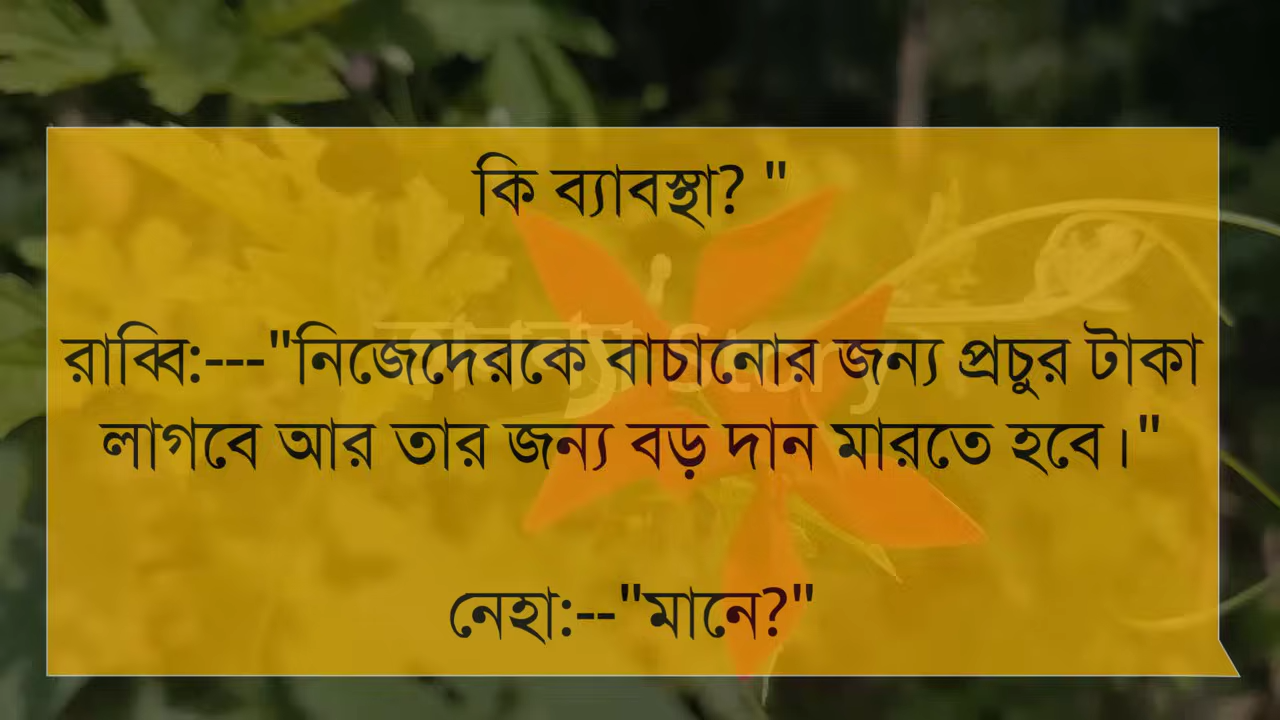 কি ব্যাবস্থা? "
রাব্বি:---"নিজেদেরকে বাচানোর জন্য প্রচুর টাকা
লাগবে আর তার জন্য বড় দান মারতে হবে।"
নেহা:--"মানে?"